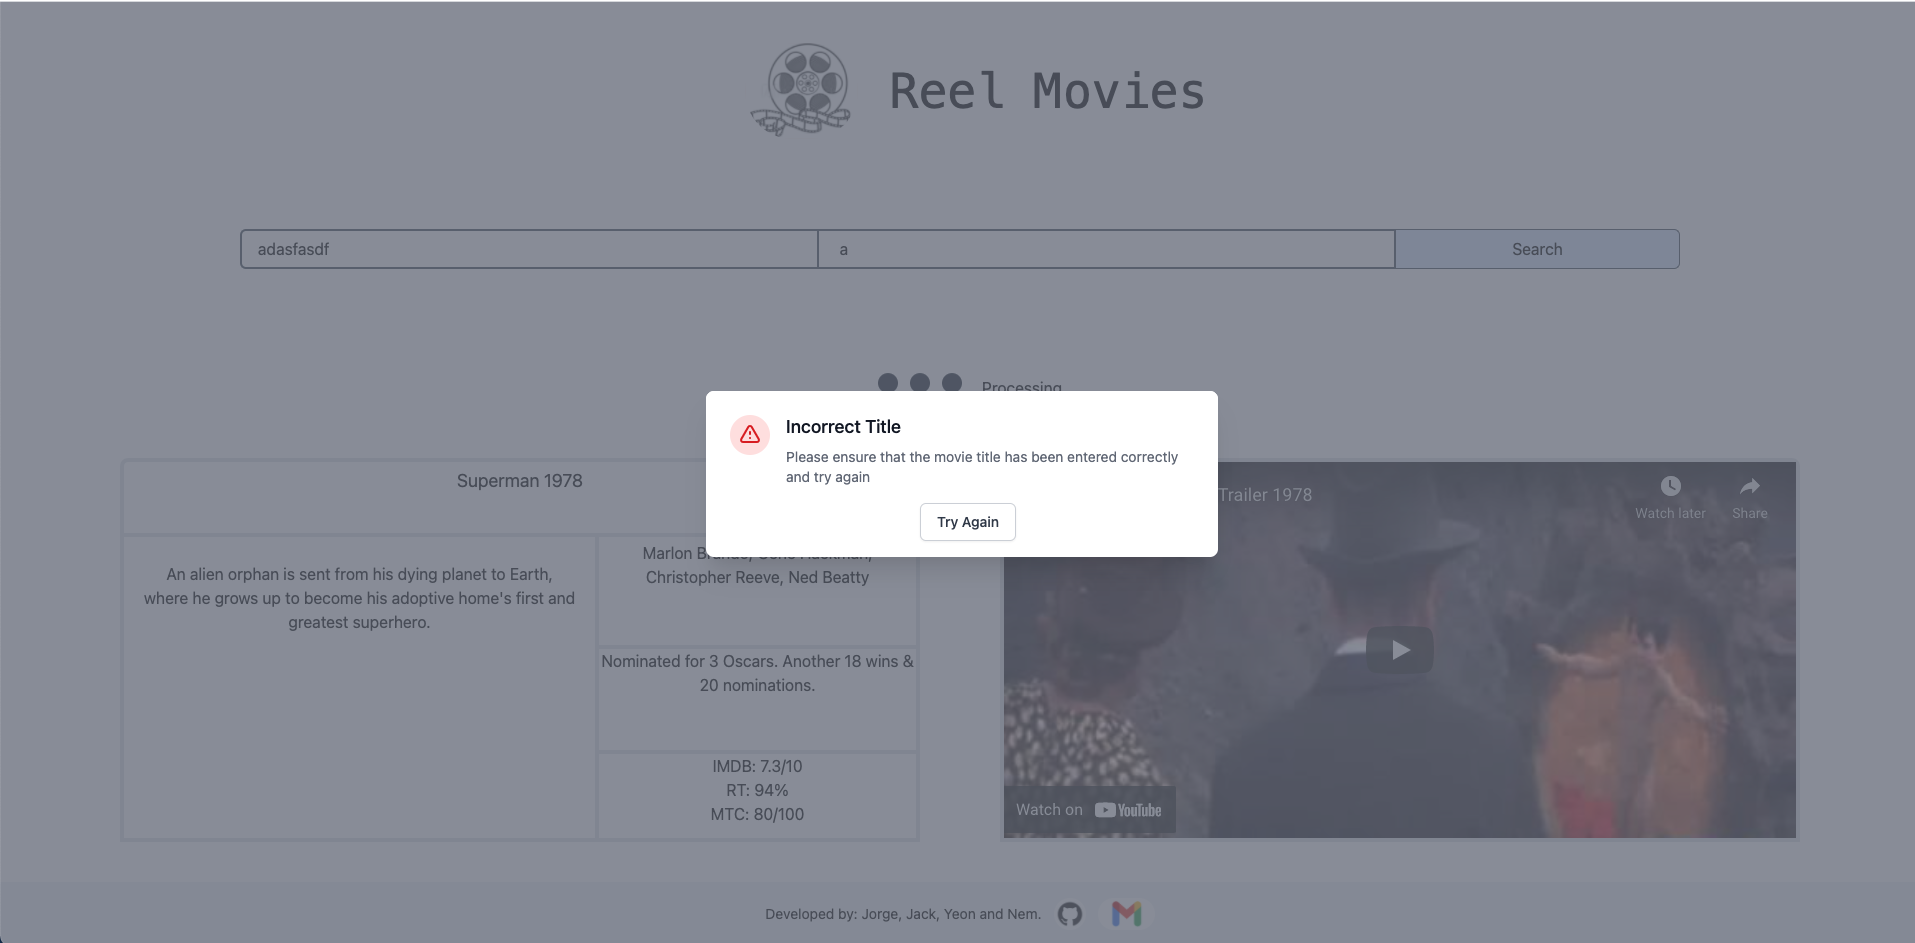 Reel Movies
adasfasdf
a
Search
Processing
Incorrect Title
Please ensure that the movie title has been entered correctly
and try again
Try Again
Superman 1978
An alien orphan is sent from his dying planet to Earth,
where he grows up to become his adoptive home's first and
greatest superhero.
Marlon
Christopher Reeve, Ned Beatty
Nominated for 3 Oscars. Another 18 wins &
20 nominations.
IMDB: 7.3/10
RT: 94%
MTC: 80/100
Trailer 1978
Watch later
Share
Watch on YouTube
Developed by: Jorge, Jack, Yeon and Nem.